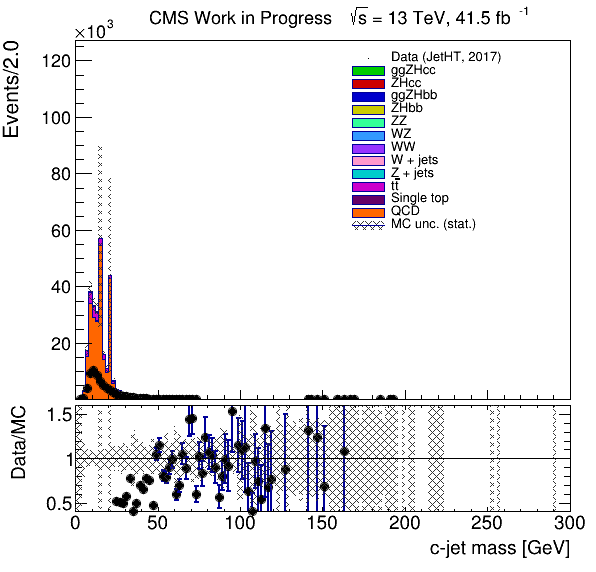 CMS Work in Progress √s = 13 TeV, 41.5 fb -1
×10³
Events/2.0
120
100
80
60
40
20
Data (JetHT, 2017)
ggZHcc
ZHcc
ggZHbb
ZHbb
ZZ
WZ
WW
W + jets
Z + jets
tt̅
Single top
QCD
MC unc. (stat.)
Data/MC
1.5
1
0.5
0 50 100 150 200 250 300
c-jet mass [GeV]